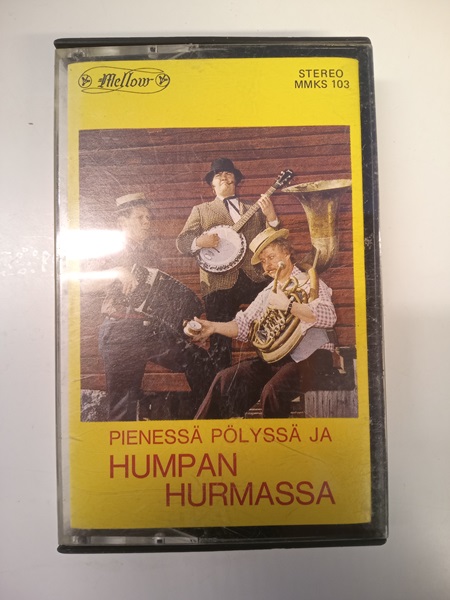 Mellow
STEREO
MMKS 103
PIENESSÄ PÖLYSSÄ JA
HUMPAN
HURMASSA